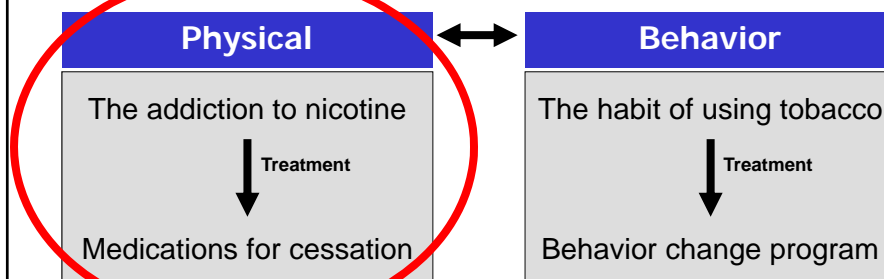 Physical
The addiction to nicotine
Treatment
Medications for cessation
Behavior
The habit of using tobacco
Treatment
Behavior change program